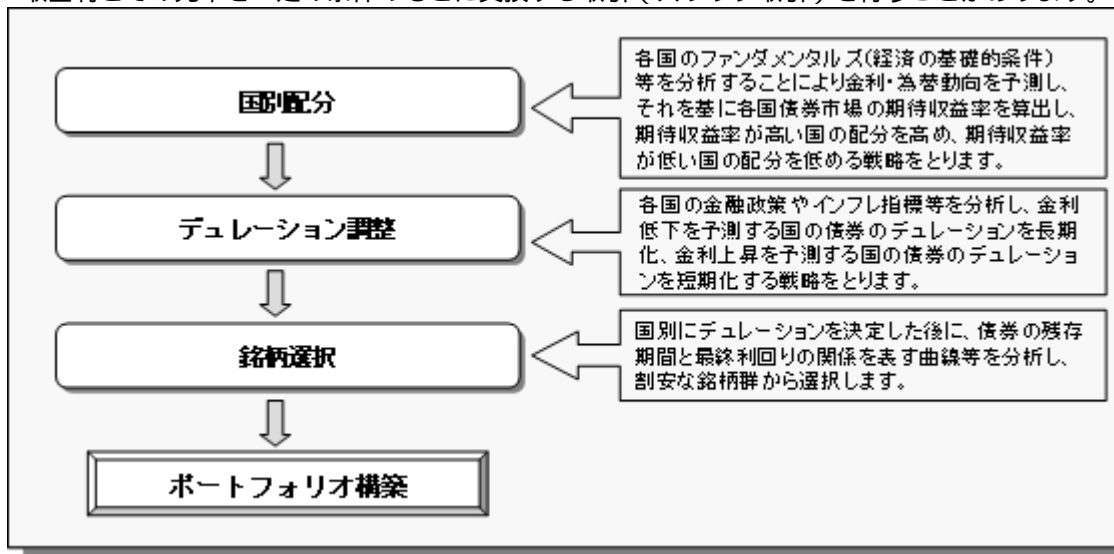 国別配分
各国のファンダメンタルズ(経済の基礎的条件)
等を分析することにより金利・為替動向を予測し、
それを基に各国債券市場の期待収益率を算出し、
期待収益率が高い国の配分を高め、期待収益率
が低い国の配分を低める戦略をとります。
デュレーション調整
各国の金融政策やインフレ指標等を分析し、金利
低下を予測する国の債券のデュレーションを長期
化、金利上昇を予測する国の債券のデュレーショ
ンを短期化する戦略をとります。
銘柄選択
国別にデュレーションを決定した後に、債券の残存
期間と最終利回りの関係を表す曲線等を分析し、
割安な銘柄群から選択します。
ポートフォリオ構築